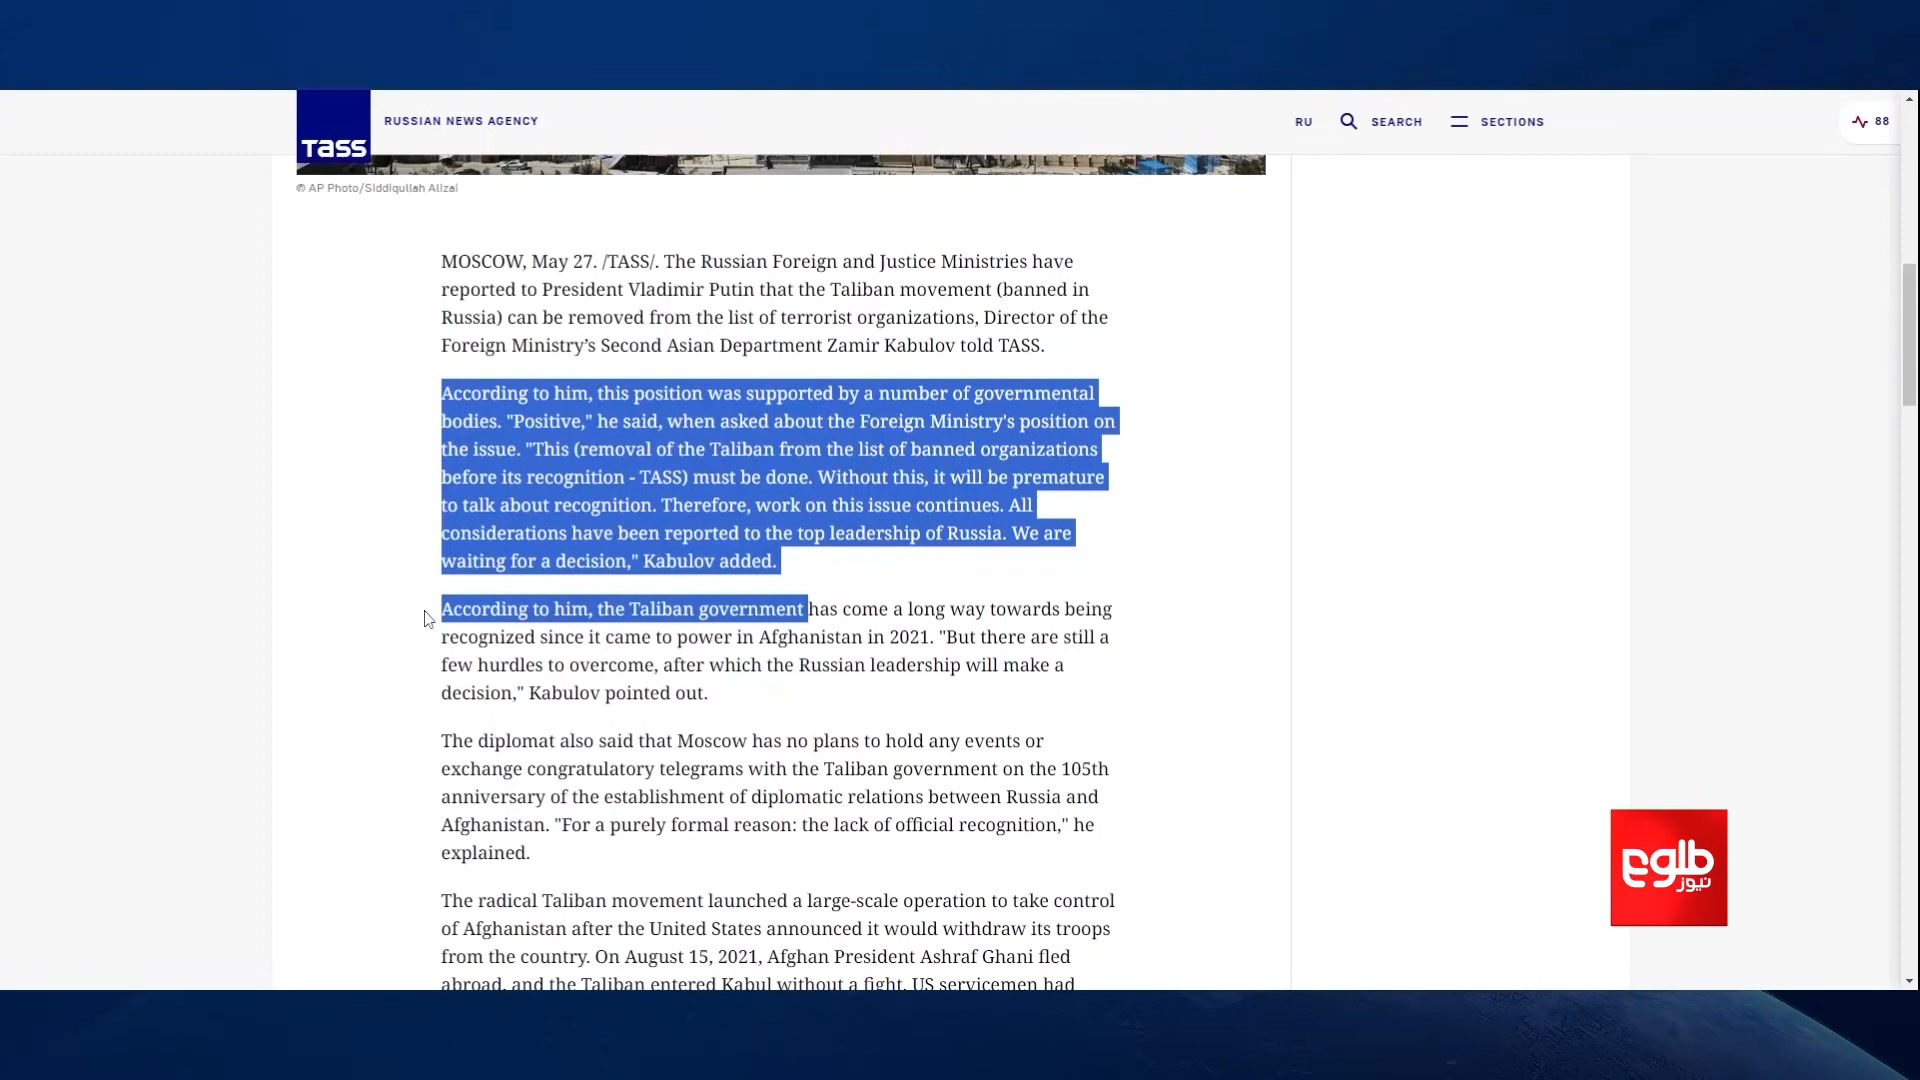 TASS
RUSSIAN NEWS AGENCY
RU
SEARCH
SECTIONS
88
© AP Photo/Siddiqullah Alizai
MOSCOW, May 27. /TASS/. The Russian Foreign and Justice Ministries have
reported to President Vladimir Putin that the Taliban movement (banned in
Russia) can be removed from the list of terrorist organizations, Director of the
Foreign Ministry’s Second Asian Department Zamir Kabulov told TASS.
According to him, this position was supported by a number of governmental
bodies. "Positive," he said, when asked about the Foreign Ministry's position on
the issue. "This (removal of the Taliban from the list of banned organizations
before its recognition - TASS) must be done. Without this, it will be premature
to talk about recognition. Therefore, work on this issue continues. All
considerations have been reported to the top leadership of Russia. We are
waiting for a decision," Kabulov added.
According to him, the Taliban government has come a long way towards being
recognized since it came to power in Afghanistan in 2021. "But there are still a
few hurdles to overcome, after which the Russian leadership will make a
decision," Kabulov pointed out.
The diplomat also said that Moscow has no plans to hold any events or
exchange congratulatory telegrams with the Taliban government on the 105th
anniversary of the establishment of diplomatic relations between Russia and
Afghanistan. "For a purely formal reason: the lack of official recognition," he
explained.
The radical Taliban movement launched a large-scale operation to take control
of Afghanistan after the United States announced it would withdraw its troops
from the country. On August 15, 2021, Afghan President Ashraf Ghani fled
abroad, and the Taliban entered Kabul without a fight. US servicemen had
طلوع
نیوز